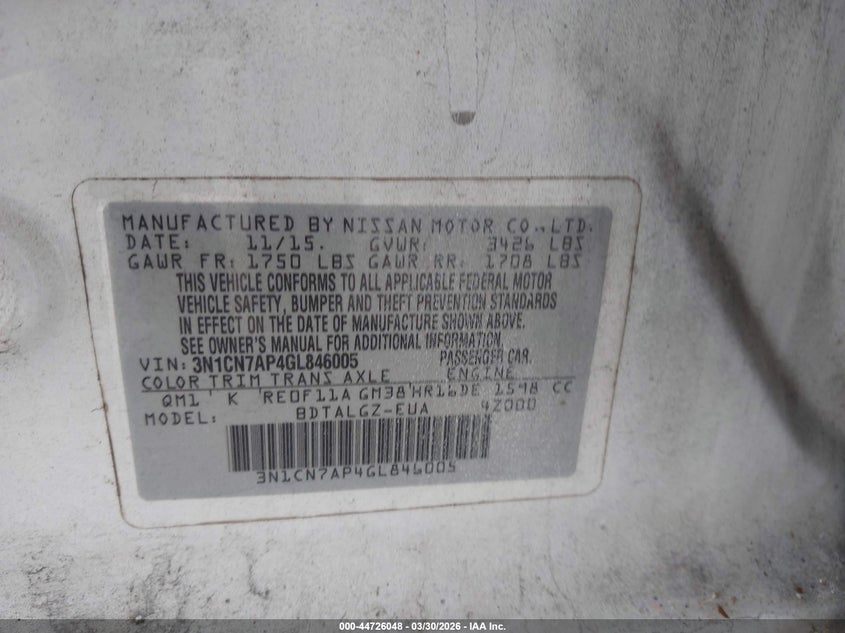 MANUFACTURED BY NISSAN MOTOR CO.,LTD.
DATE: 11/15. GVWR: 3426 LBS
GAWR FR: 1750 LBS GAWR RR: 1708 LBS
THIS VEHICLE CONFORMS TO ALL APPLICABLE FEDERAL MOTOR
VEHICLE SAFETY, BUMPER AND THEFT PREVENTION STANDARDS
IN EFFECT ON THE DATE OF MANUFACTURE SHOWN ABOVE.
SEE OWNER'S MANUAL FOR ADDITIONAL INFORMATION.
VIN: 3N1CN7AP4GL846005 PASSENGER CAR.
COLOR TRIM TRANS AXLE ENGINE
QM1 K RE0F11A GM38 HR16DE 1598 CC
MODEL: BDTALGZ-EUA 4Z000
3N1CN7AP4GL846005
000-44726048 - 03/30/2026 - IAA Inc.